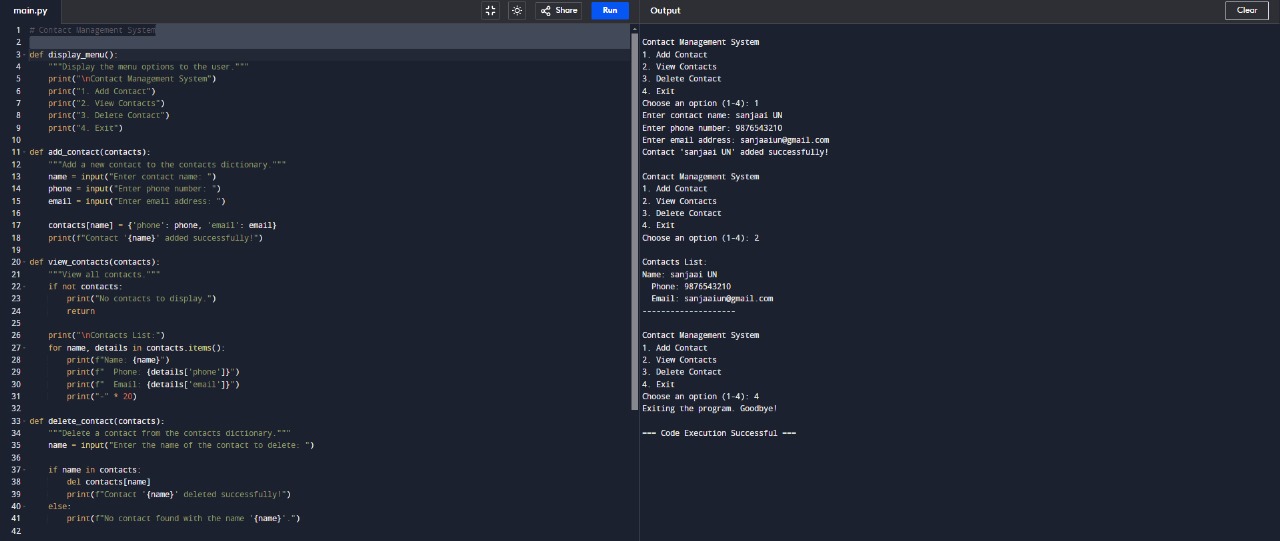 main.py
Share
Run
Output
Clear
1 # Contact Management System
2
3 def display_menu():
4 """Display the menu options to the user."""
5 print("\nContact Management System")
6 print("1. Add Contact")
7 print("2. View Contacts")
8 print("3. Delete Contact")
9 print("4. Exit")
10
11 def add_contact(contacts):
12 """Add a new contact to the contacts dictionary."""
13 name = input("Enter contact name: ")
14 phone = input("Enter phone number: ")
15 email = input("Enter email address: ")
16
17 contacts[name] = {'phone': phone, 'email': email}
18 print(f"Contact '{name}' added successfully!")
19
20 def view_contacts(contacts):
21 """View all contacts."""
22 if not contacts:
23 print("No contacts to display.")
24 return
25
26 print("\nContacts List:")
27 for name, details in contacts.items():
28 print(f"Name: {name}")
29 print(f"  Phone: {details['phone']}")
30 print(f"  Email: {details['email']}")
31 print("-" * 20)
32
33 def delete_contact(contacts):
34 """Delete a contact from the contacts dictionary."""
35 name = input("Enter the name of the contact to delete: ")
36
37 if name in contacts:
38 del contacts[name]
39 print(f"Contact '{name}' deleted successfully!")
40 else:
41 print(f"No contact found with the name '{name}'.")
42
Contact Management System
1. Add Contact
2. View Contacts
3. Delete Contact
4. Exit
Choose an option (1-4): 1
Enter contact name: sanjaai UN
Enter phone number: 9876543210
Enter email address: sanjaaiun@gmail.com
Contact 'sanjaai UN' added successfully!
Contact Management System
1. Add Contact
2. View Contacts
3. Delete Contact
4. Exit
Choose an option (1-4): 2
Contacts List:
Name: sanjaai UN
Phone: 9876543210
Email: sanjaaiun@gmail.com
--------------------
Contact Management System
1. Add Contact
2. View Contacts
3. Delete Contact
4. Exit
Choose an option (1-4): 4
Exiting the program. Goodbye!
=== Code Execution Successful ===